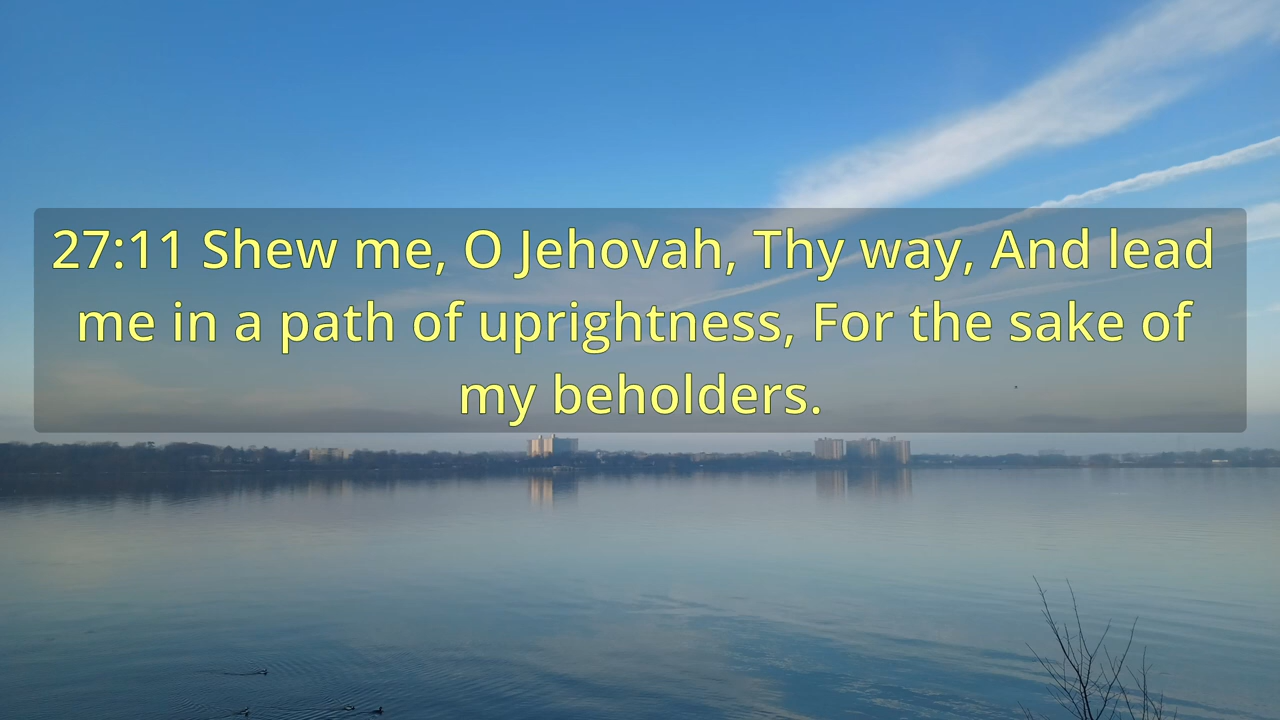 27:11 Shew me, O Jehovah, Thy way, And lead
me in a path of uprightness, For the sake of
my beholders.